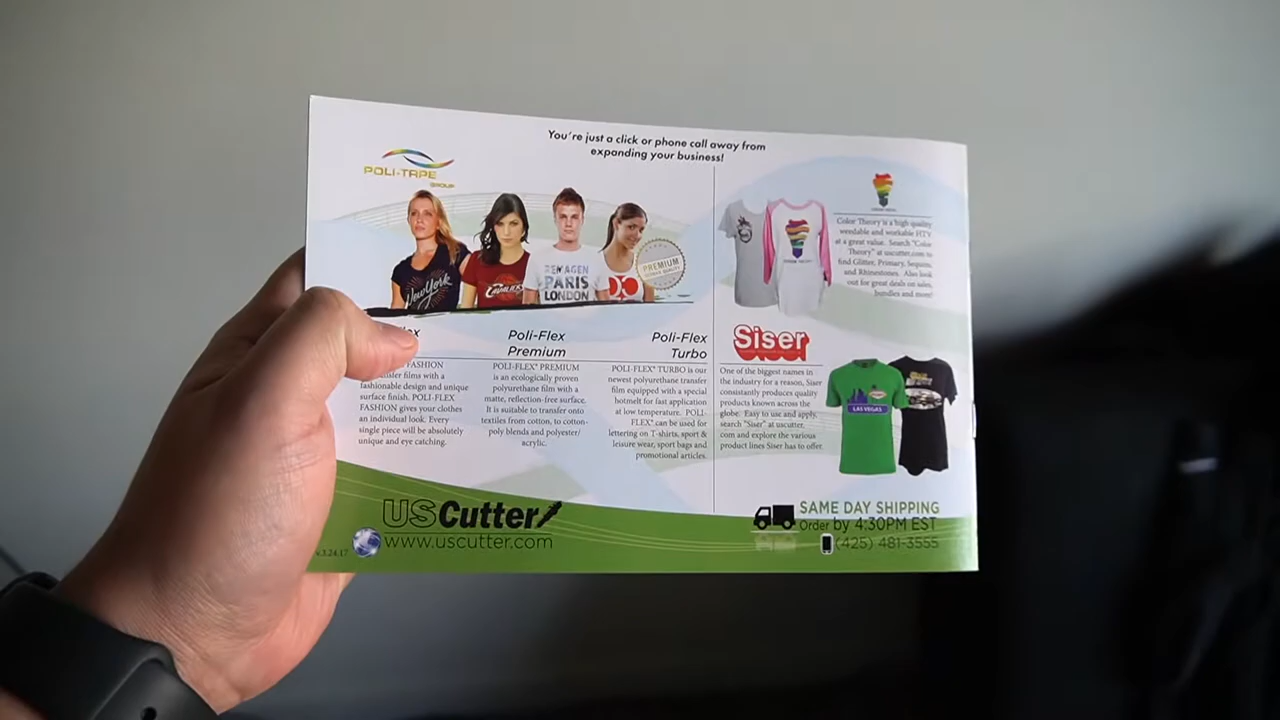 You're just a click or phone call away from
expanding your business!
POLI-TAPE
GROUP
New York
CAVALIERS
PARIS
LONDON
PREMIUM
Poli-Flex
Premium
Poli-Flex
Turbo
FASHION
films with a
fashionable design and unique
surface finish. POLI-FLEX
FASHION gives your clothes
an individual look. Every
single piece will be absolutely
unique and eye catching.
POLI-FLEX® PREMIUM
is an ecologically proven
polyurethane film with a
matte, reflection-free surface.
It is suitable to transfer onto
textiles from cotton, to cotton-
poly blends and polyester/
acrylic.
POLI-FLEX® TURBO is our
newest polyurethane transfer
film equipped with a special
hotmelt for fast application
at low temperature. POLI-
FLEX® can be used for
lettering on T-shirts, sport &
leisure wear, sport bags and
promotional articles.
Color Theory is a high quality
weedable and workable HTV
at a great value. Search "Color
Theory" at uscutter.com to
find Glitter, Primary, Sequins,
and Rhinestones. Also look
out for great deals on sales,
bundles and more!
Siser
One of the biggest names in
the industry for a reason, Siser
consistantly produces quality
products known across the
globe. Easy to use and apply,
search "Siser" at uscutter.
com and explore the various
product lines Siser has to offer.
LAS VEGAS
USCutter
www.uscutter.com
v.3.24.17
SAME DAY SHIPPING
Order by 4:30PM EST
(425) 481-3555